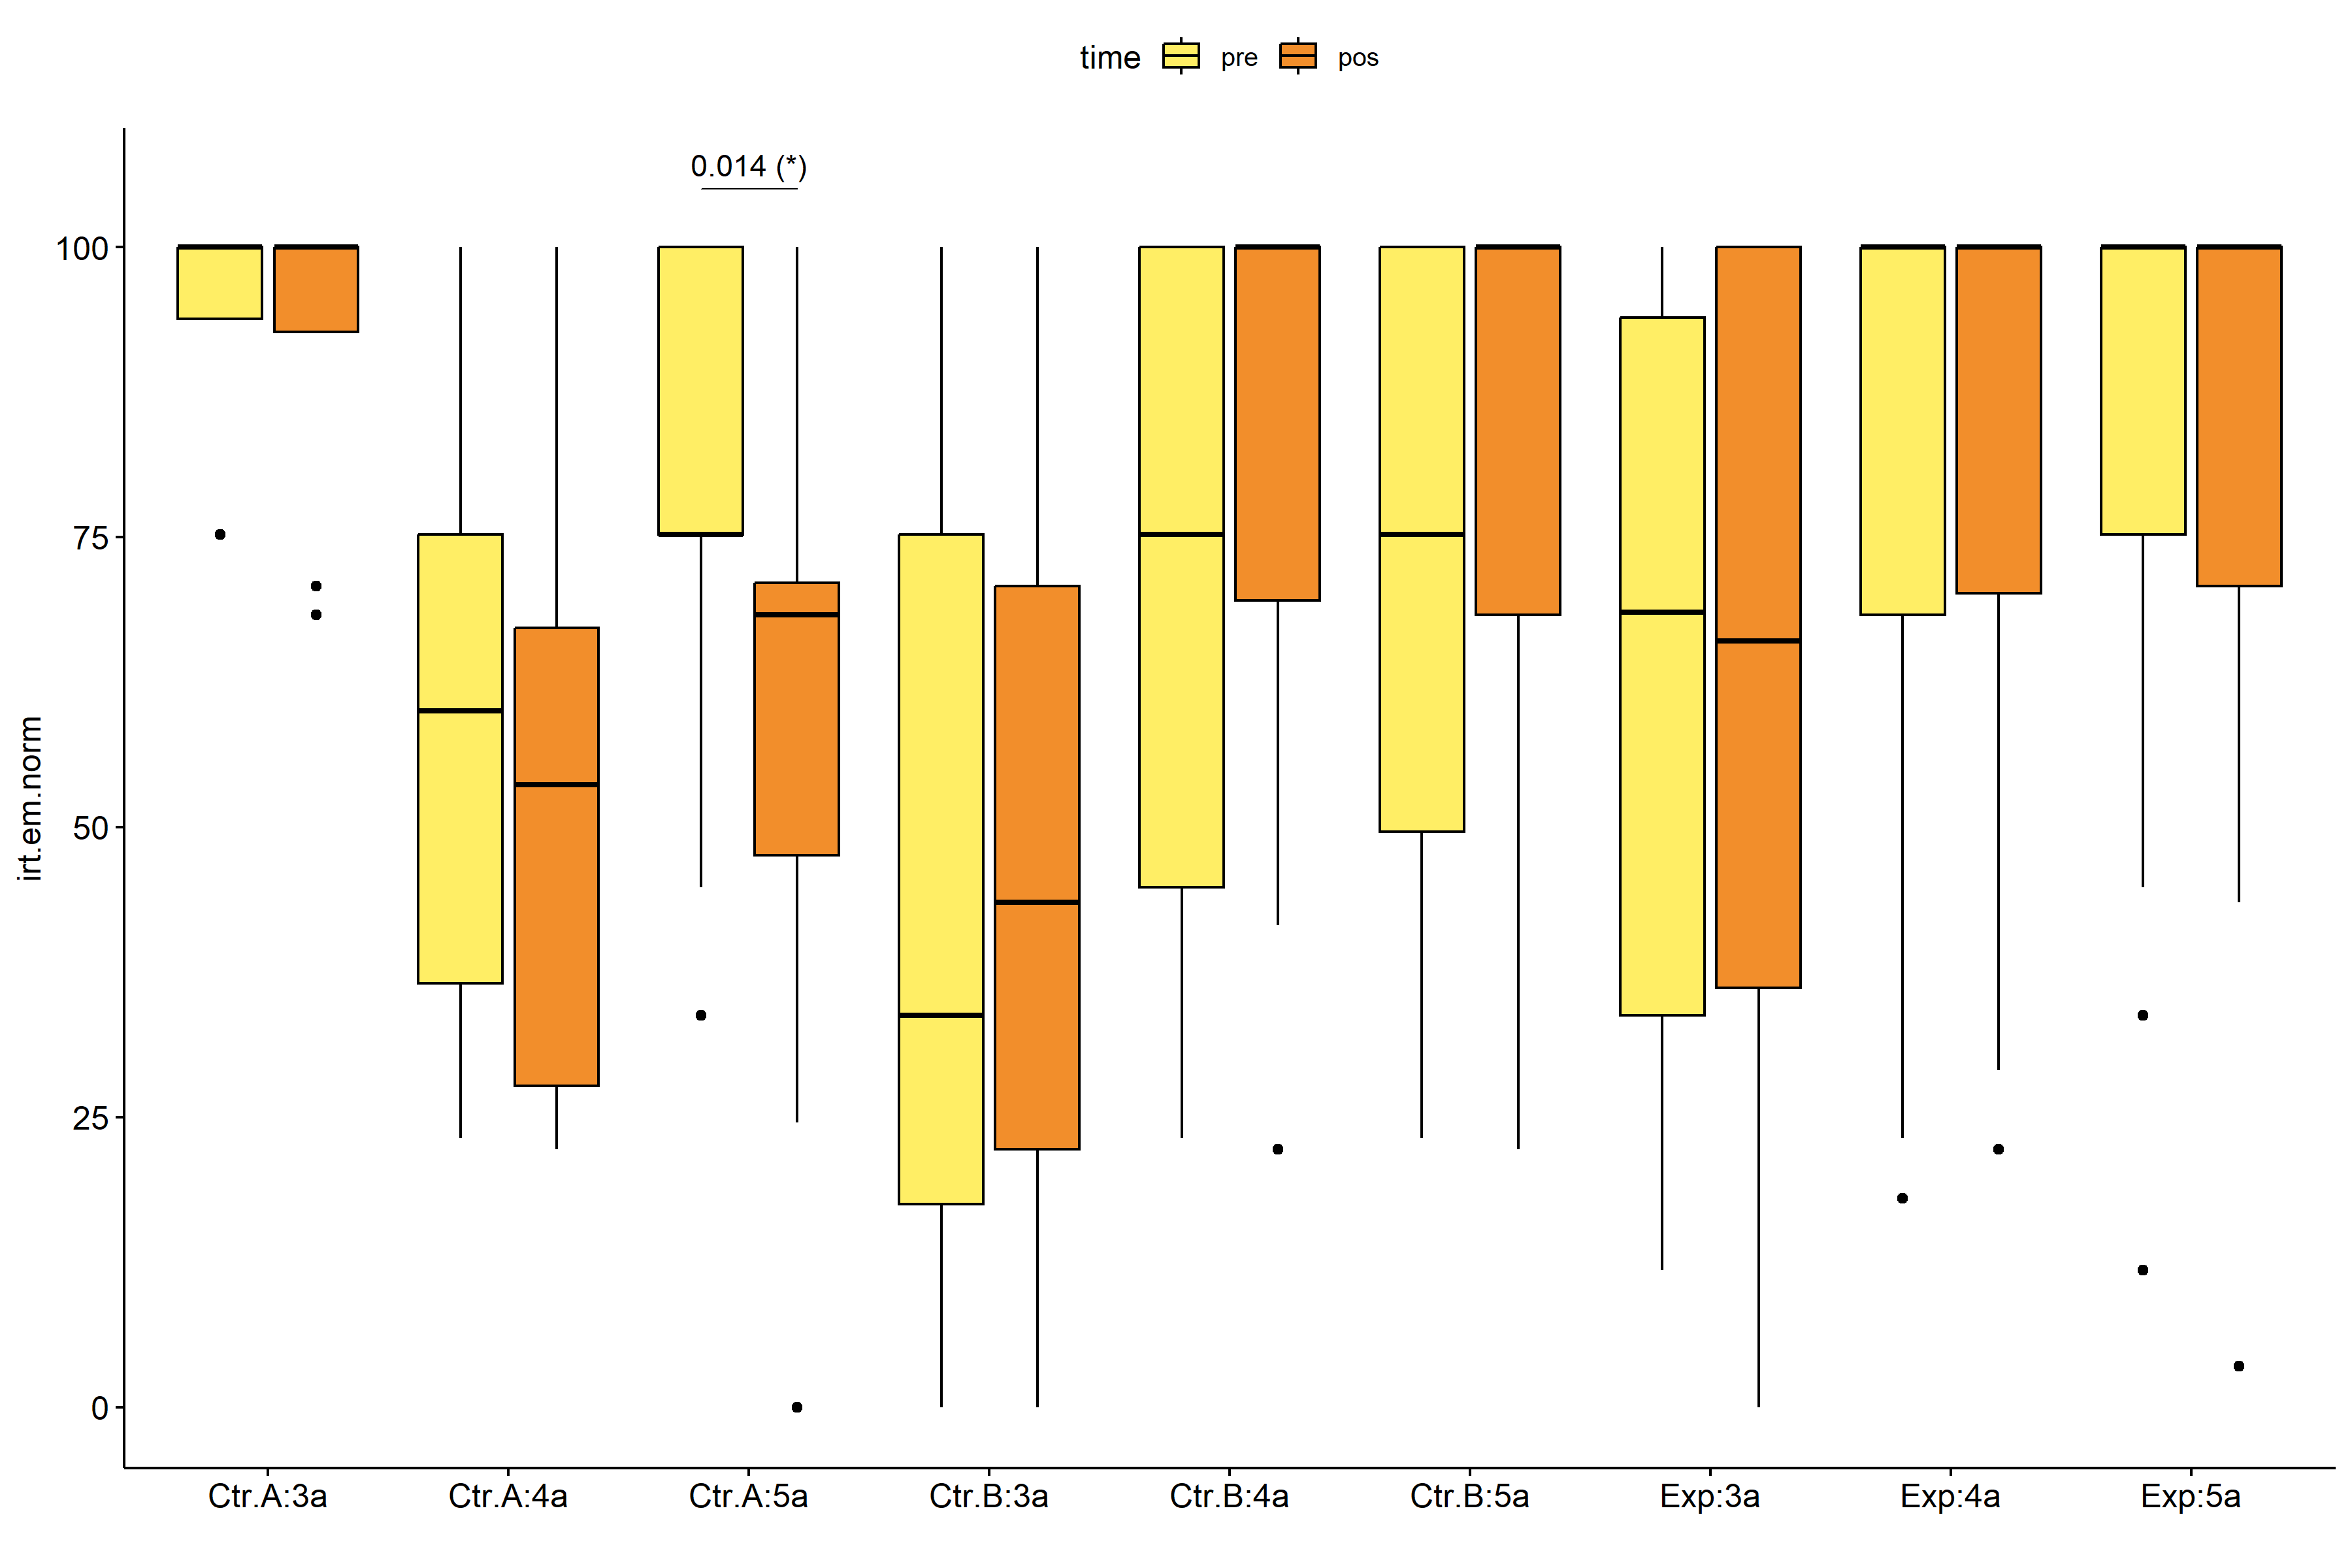 time pre pos
0.014 (*)
100
75
50
25
0
irt.em.norm
Ctr.A:3a Ctr.A:4a Ctr.A:5a Ctr.B:3a Ctr.B:4a Ctr.B:5a Exp:3a Exp:4a Exp:5a